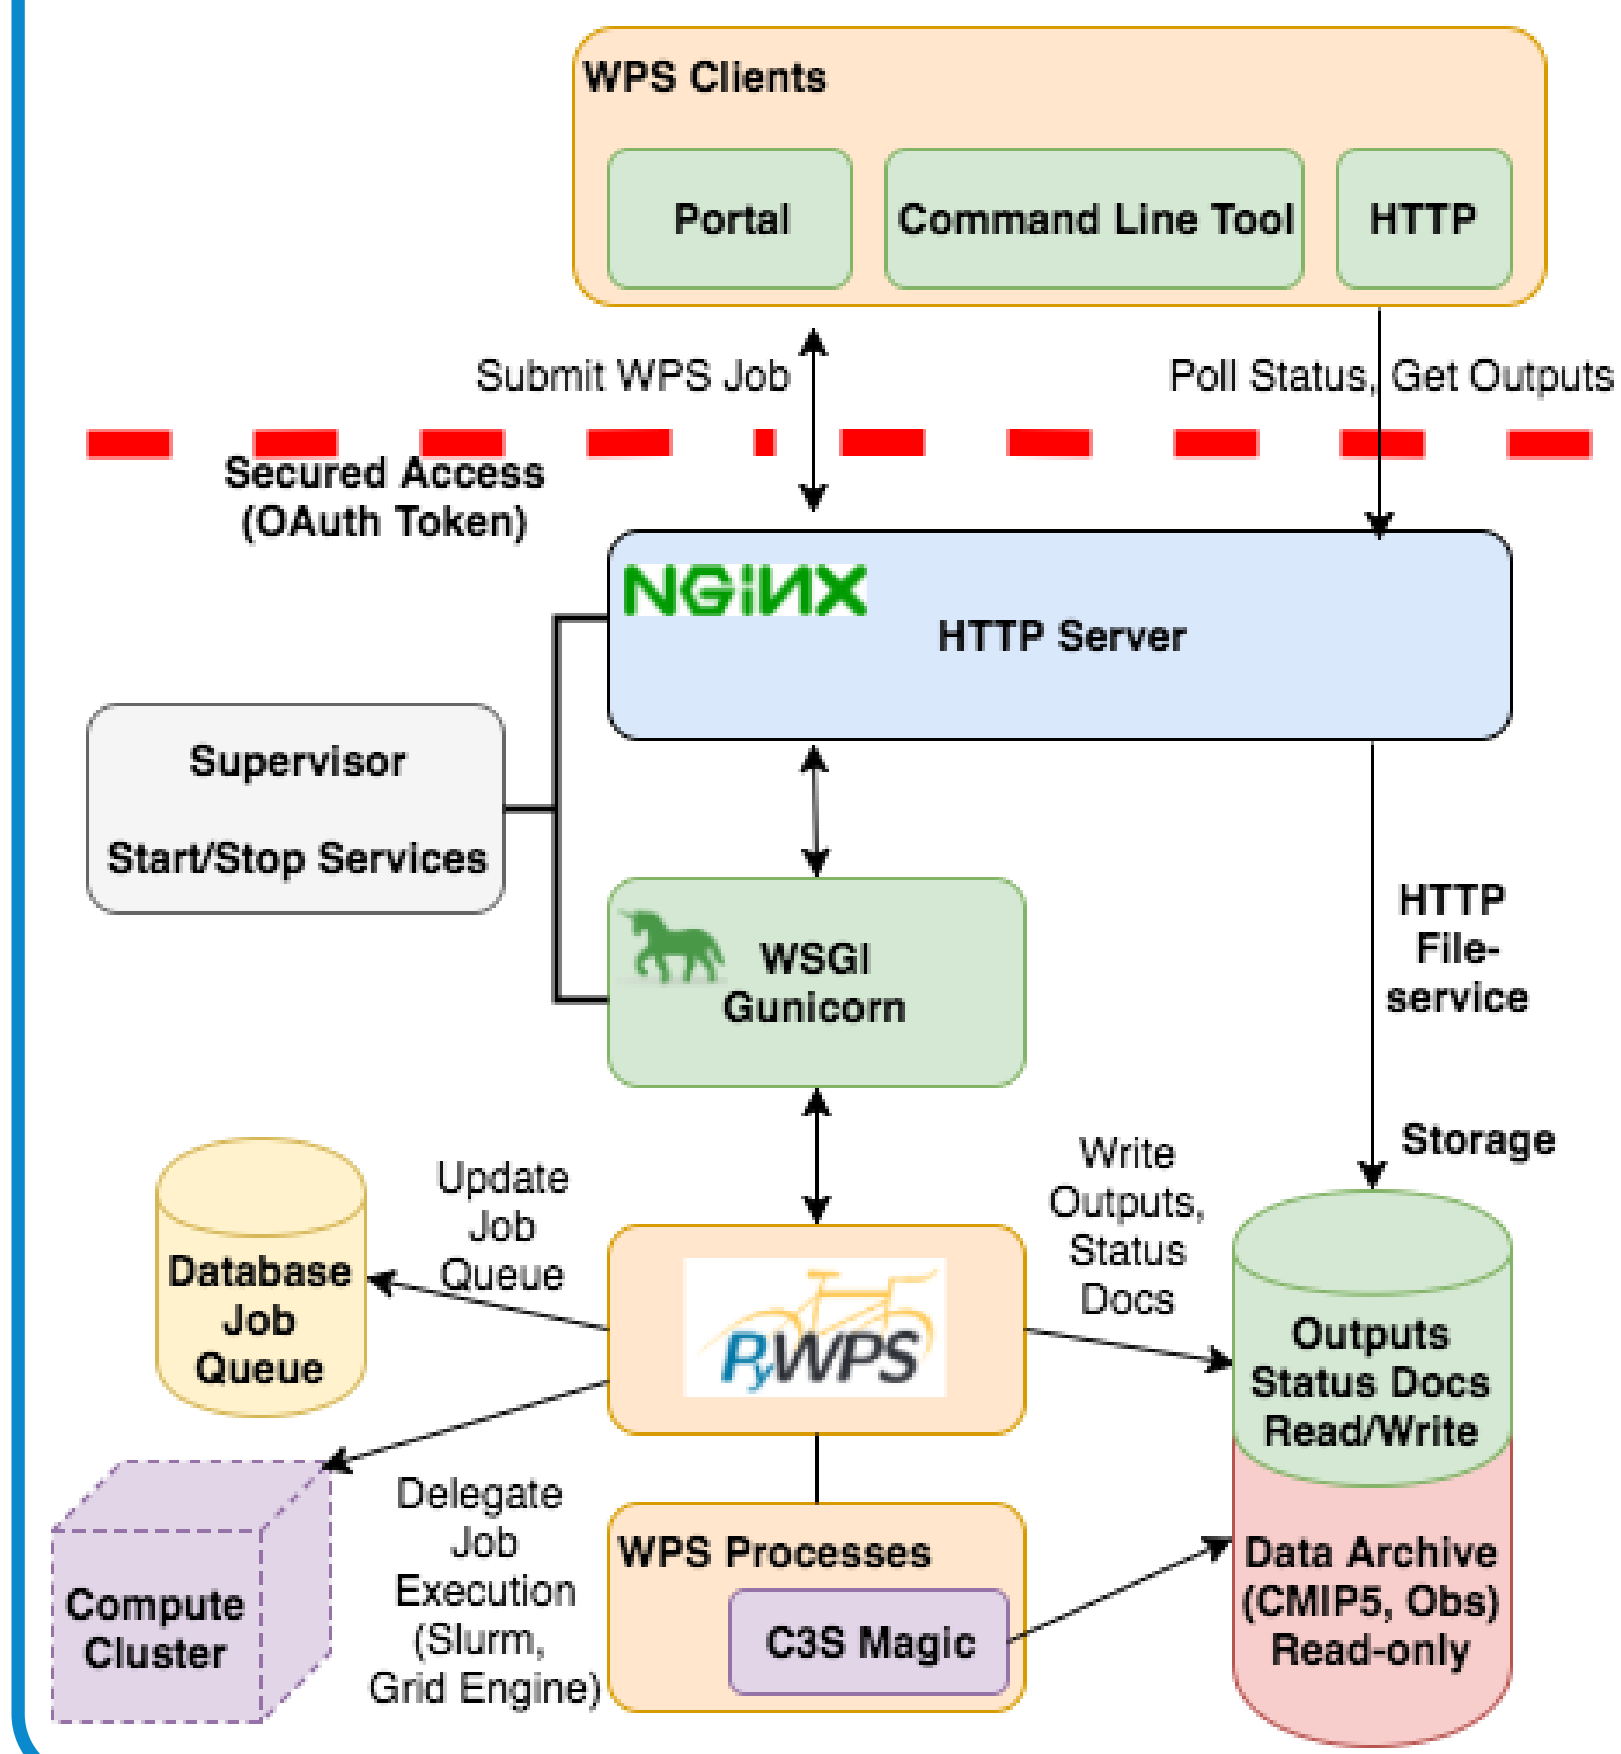 WPS Clients
Portal
Command Line Tool
HTTP
Submit WPS Job
Poll Status, Get Outputs
Secured Access
(OAuth Token)
NGiNX
HTTP Server
Supervisor
Start/Stop Services
WSGI
Gunicorn
HTTP
File-
service
Storage
Update
Job
Queue
Write
Outputs,
Status
Docs
Database
Job
Queue
PyWPS
Outputs
Status Docs
Read/Write
Delegate
Job
Execution
(Slurm,
Grid Engine)
Compute
Cluster
WPS Processes
C3S Magic
Data Archive
(CMIP5, Obs)
Read-only